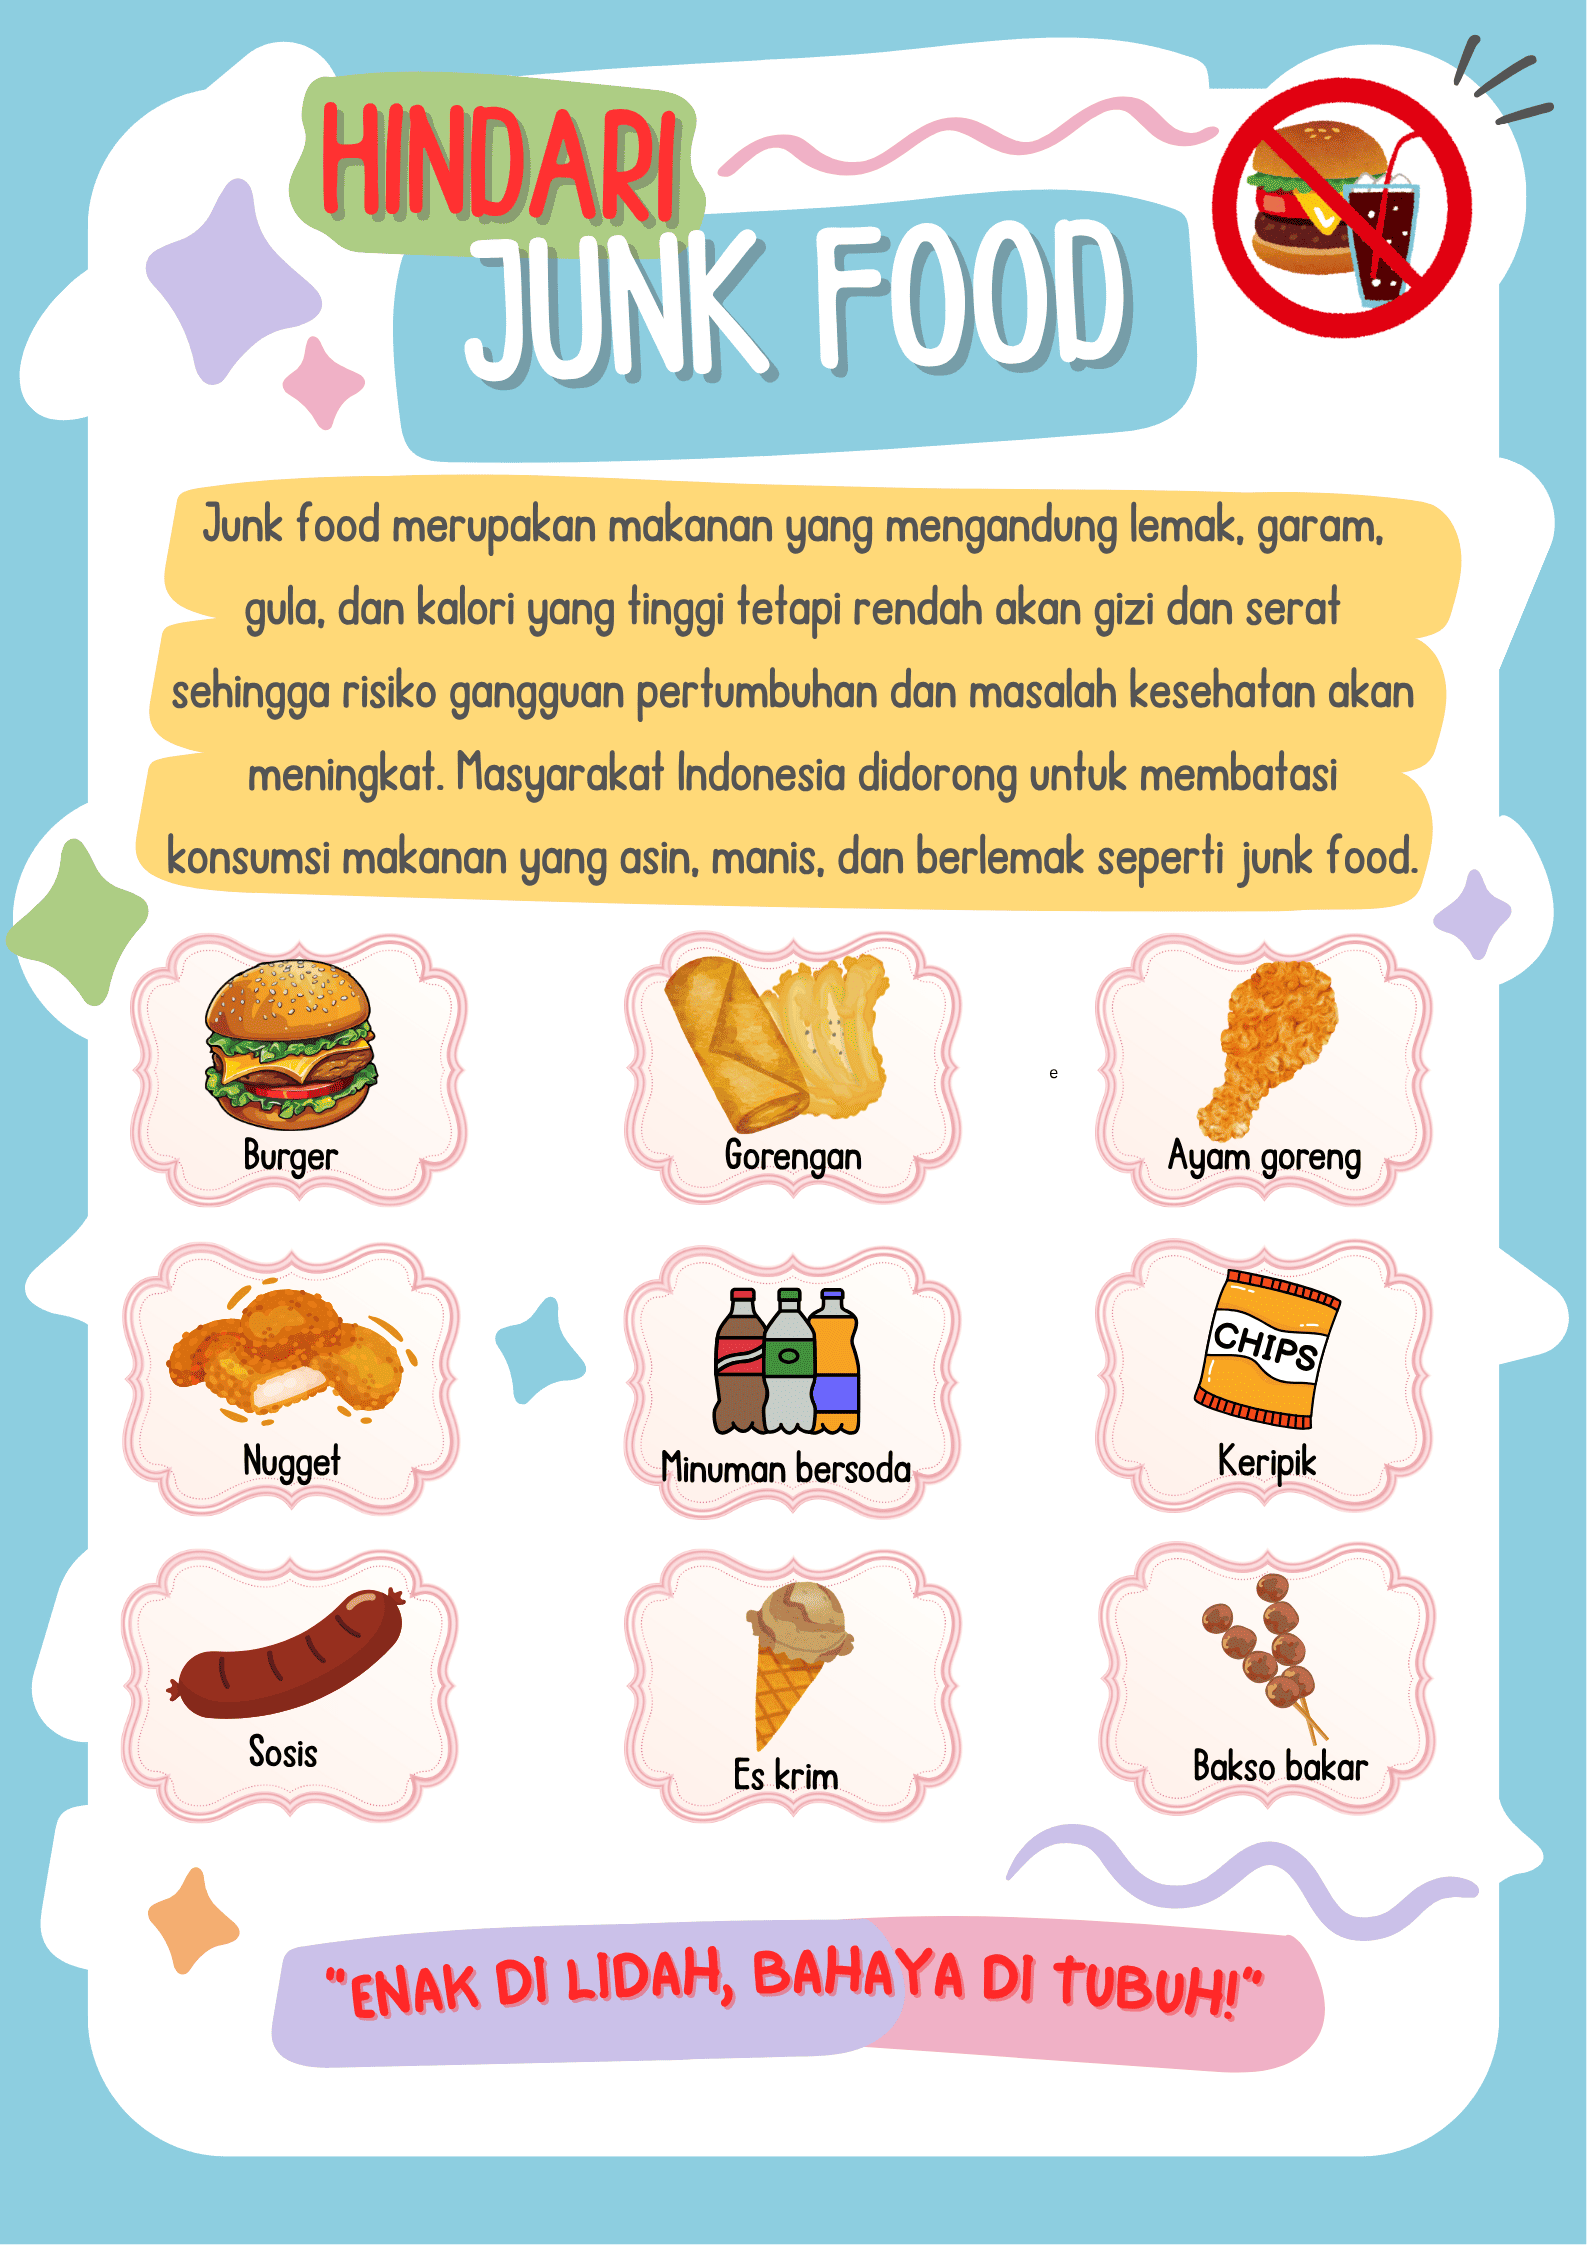 HINDARI
JUNK FOOD
Junk food merupakan makanan yang mengandung lemak, garam,
gula, dan kalori yang tinggi tetapi rendah akan gizi dan serat
sehingga risiko gangguan pertumbuhan dan masalah kesehatan akan
meningkat. Masyarakat Indonesia didorong untuk membatasi
konsumsi makanan yang asin, manis, dan berlemak seperti junk food.
Burger
Gorengan
e
Ayam goreng
Nugget
Minuman bersoda
CHIPS
Keripik
Sosis
Es krim
Bakso bakar
"ENAK DI LIDAH, BAHAYA DI TUBUH!"